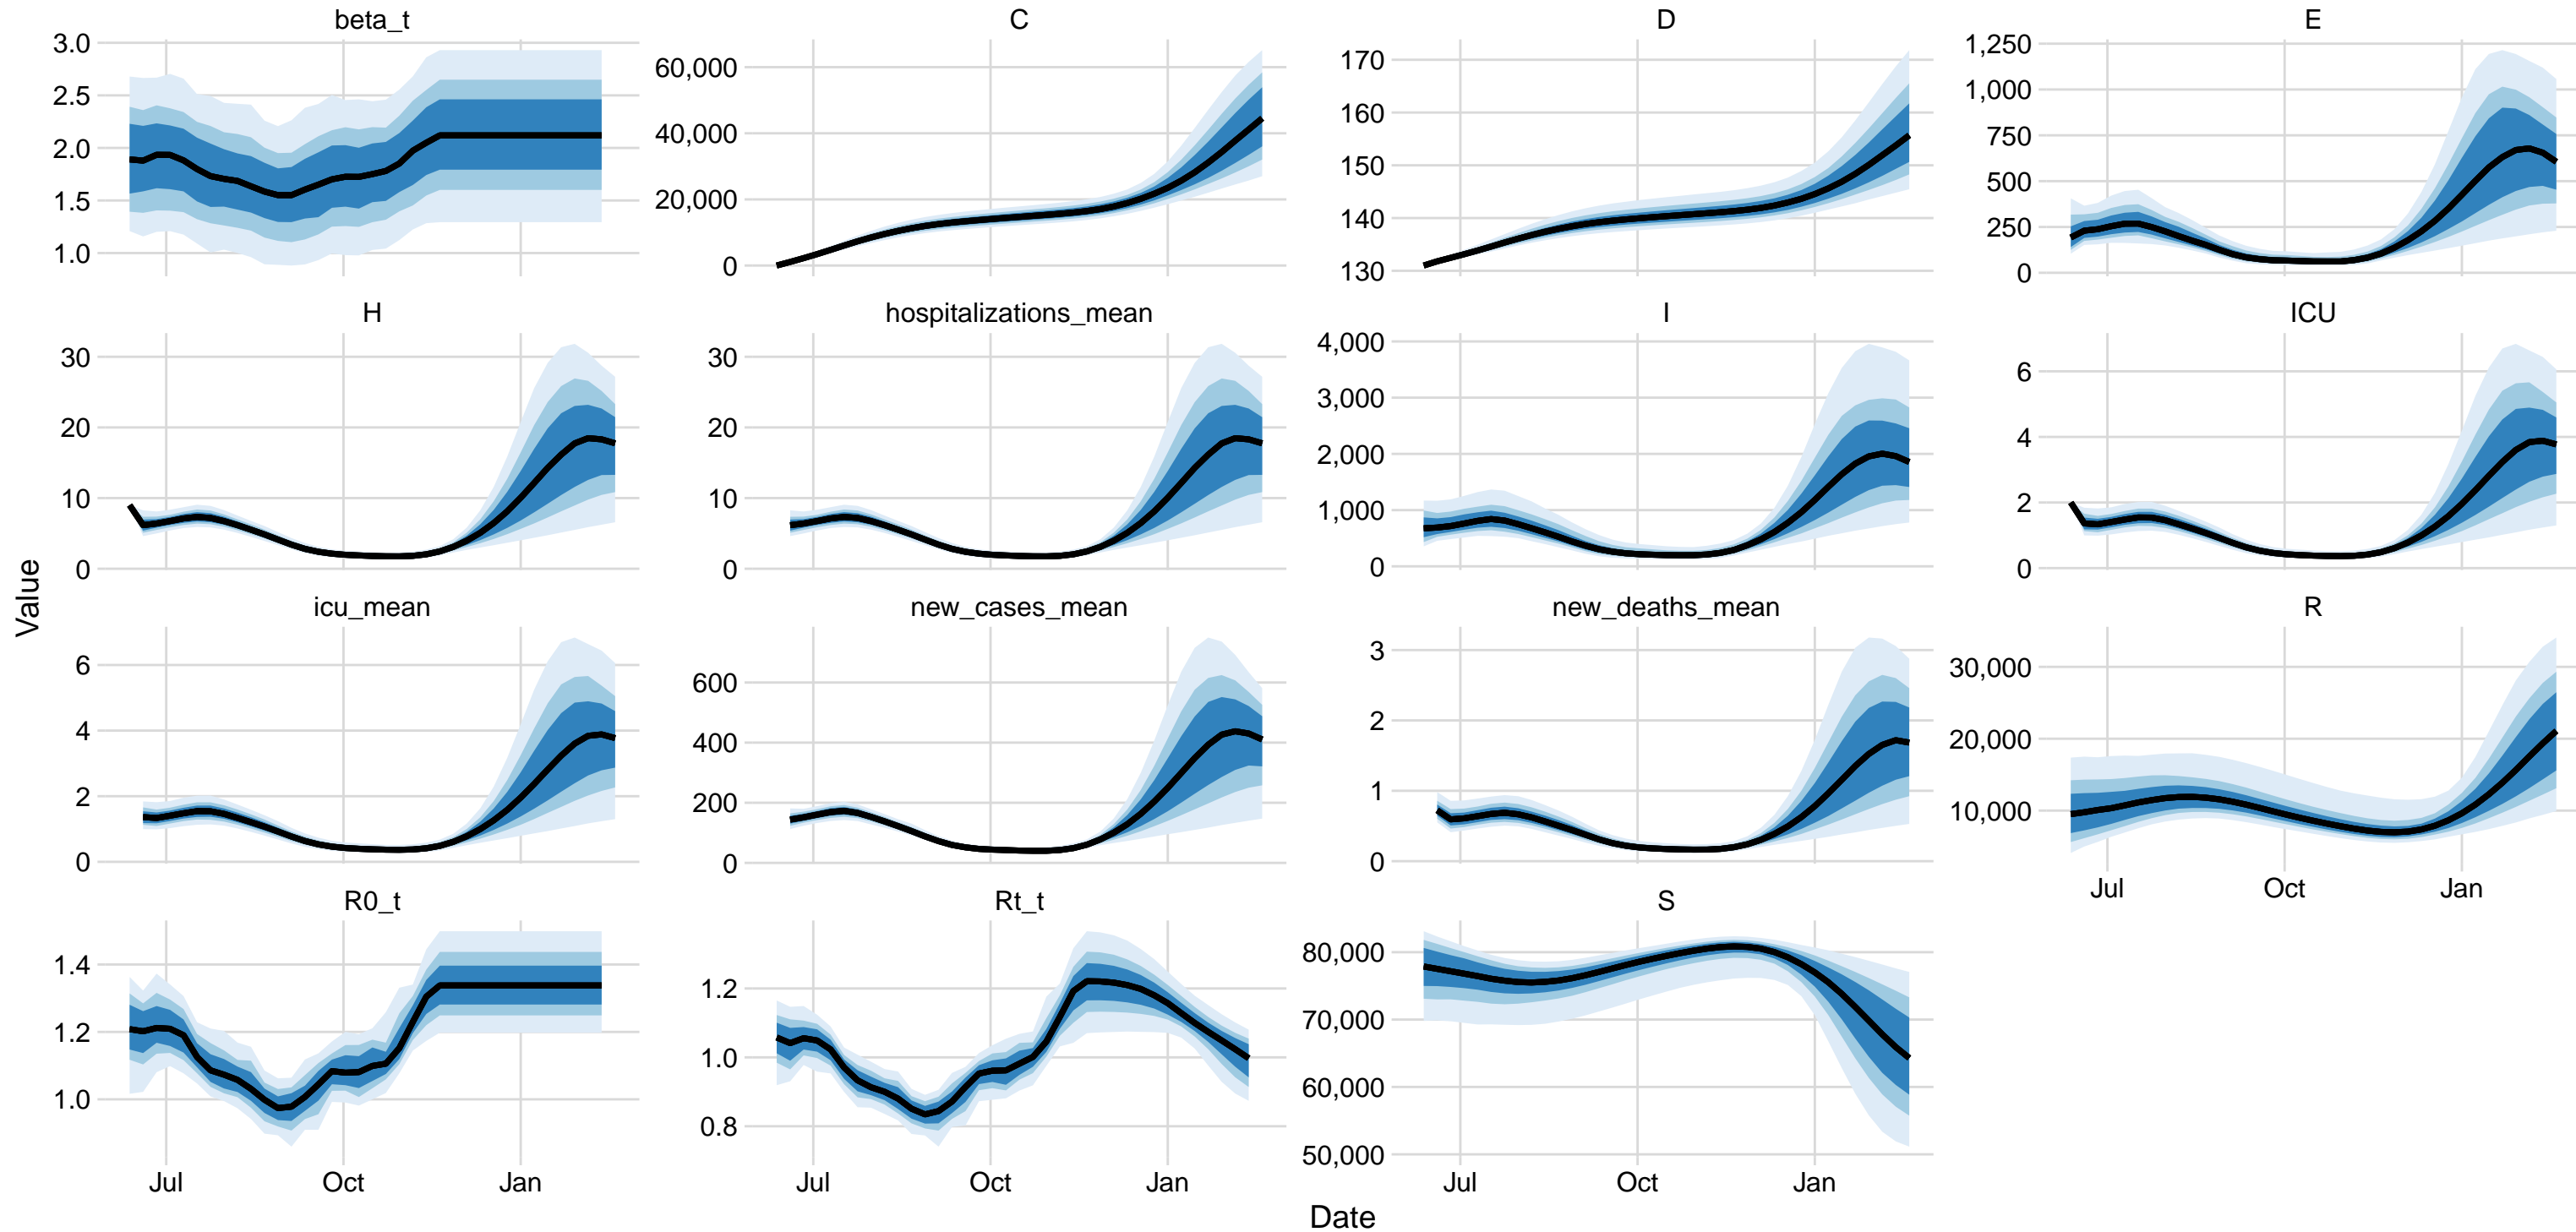 beta_t
3.0
2.5
2.0
1.5
1.0
C
60,000
40,000
20,000
0
D
170
160
150
140
130
E
1,250
1,000
750
500
250
0
H
30
20
10
0
hospitalizations_mean
30
20
10
0
I
4,000
3,000
2,000
1,000
0
ICU
6
4
2
0
Value
icu_mean
6
4
2
0
new_cases_mean
600
400
200
0
new_deaths_mean
3
2
1
0
R
30,000
20,000
10,000
Jul Oct Jan
R0_t
1.4
1.2
1.0
Jul Oct Jan
Rt_t
1.2
1.0
0.8
Jul Oct Jan
S
80,000
70,000
60,000
50,000
Jul Oct Jan
Date